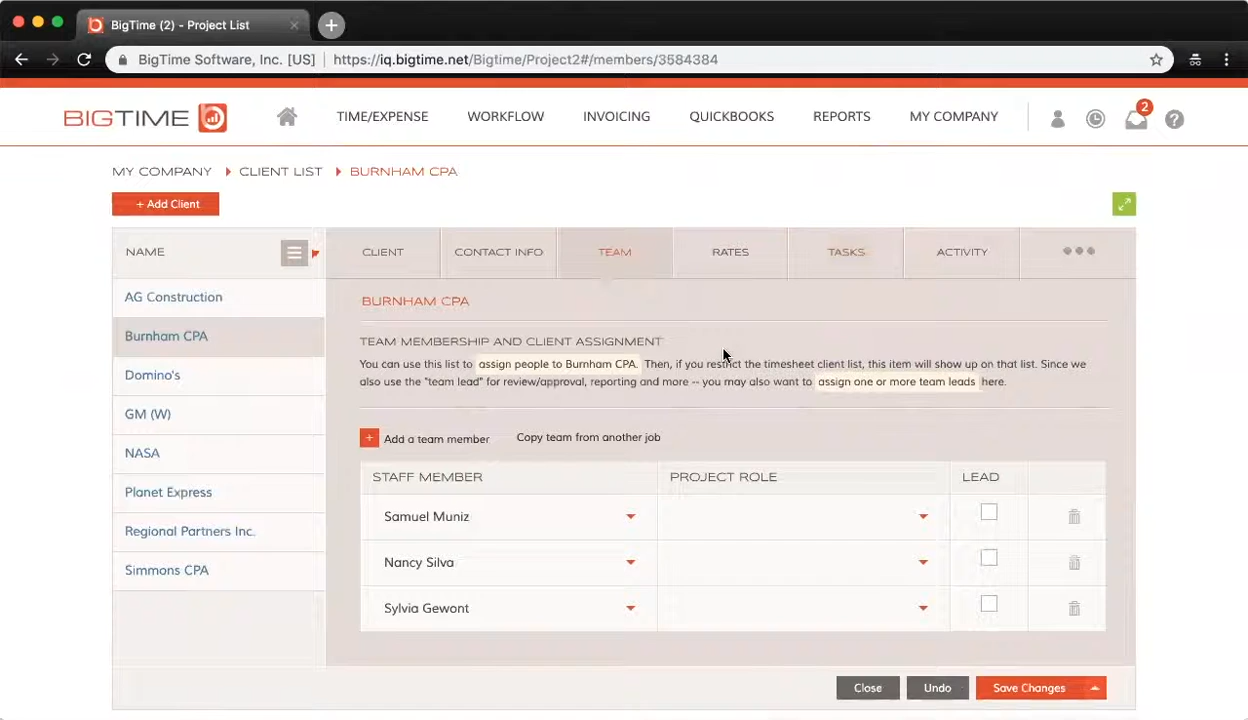 BigTime (2) - Project List
BigTime Software, Inc. [US] https://iq.bigtime.net/Bigtime/Project2#/members/3584384
BIGTIME
TIME/EXPENSE WORKFLOW INVOICING QUICKBOOKS REPORTS MY COMPANY 2 ?
MY COMPANY CLIENT LIST BURNHAM CPA
+ Add Client
NAME CLIENT CONTACT INFO TEAM RATES TASKS ACTIVITY
AG Construction
Burnham CPA
Domino's
GM (W)
NASA
Planet Express
Regional Partners Inc.
Simmons CPA
BURNHAM CPA
TEAM MEMBERSHIP AND CLIENT ASSIGNMENT
You can use this list to assign people to Burnham CPA. Then, if you restrict the timesheet client list, this item will show up on that list. Since we
also use the "team lead" for review/approval, reporting and more -- you may also want to assign one or more team leads here.
+ Add a team member Copy team from another job
STAFF MEMBER PROJECT ROLE LEAD
Samuel Muniz
Nancy Silva
Sylvia Gewont
Close Undo Save Changes